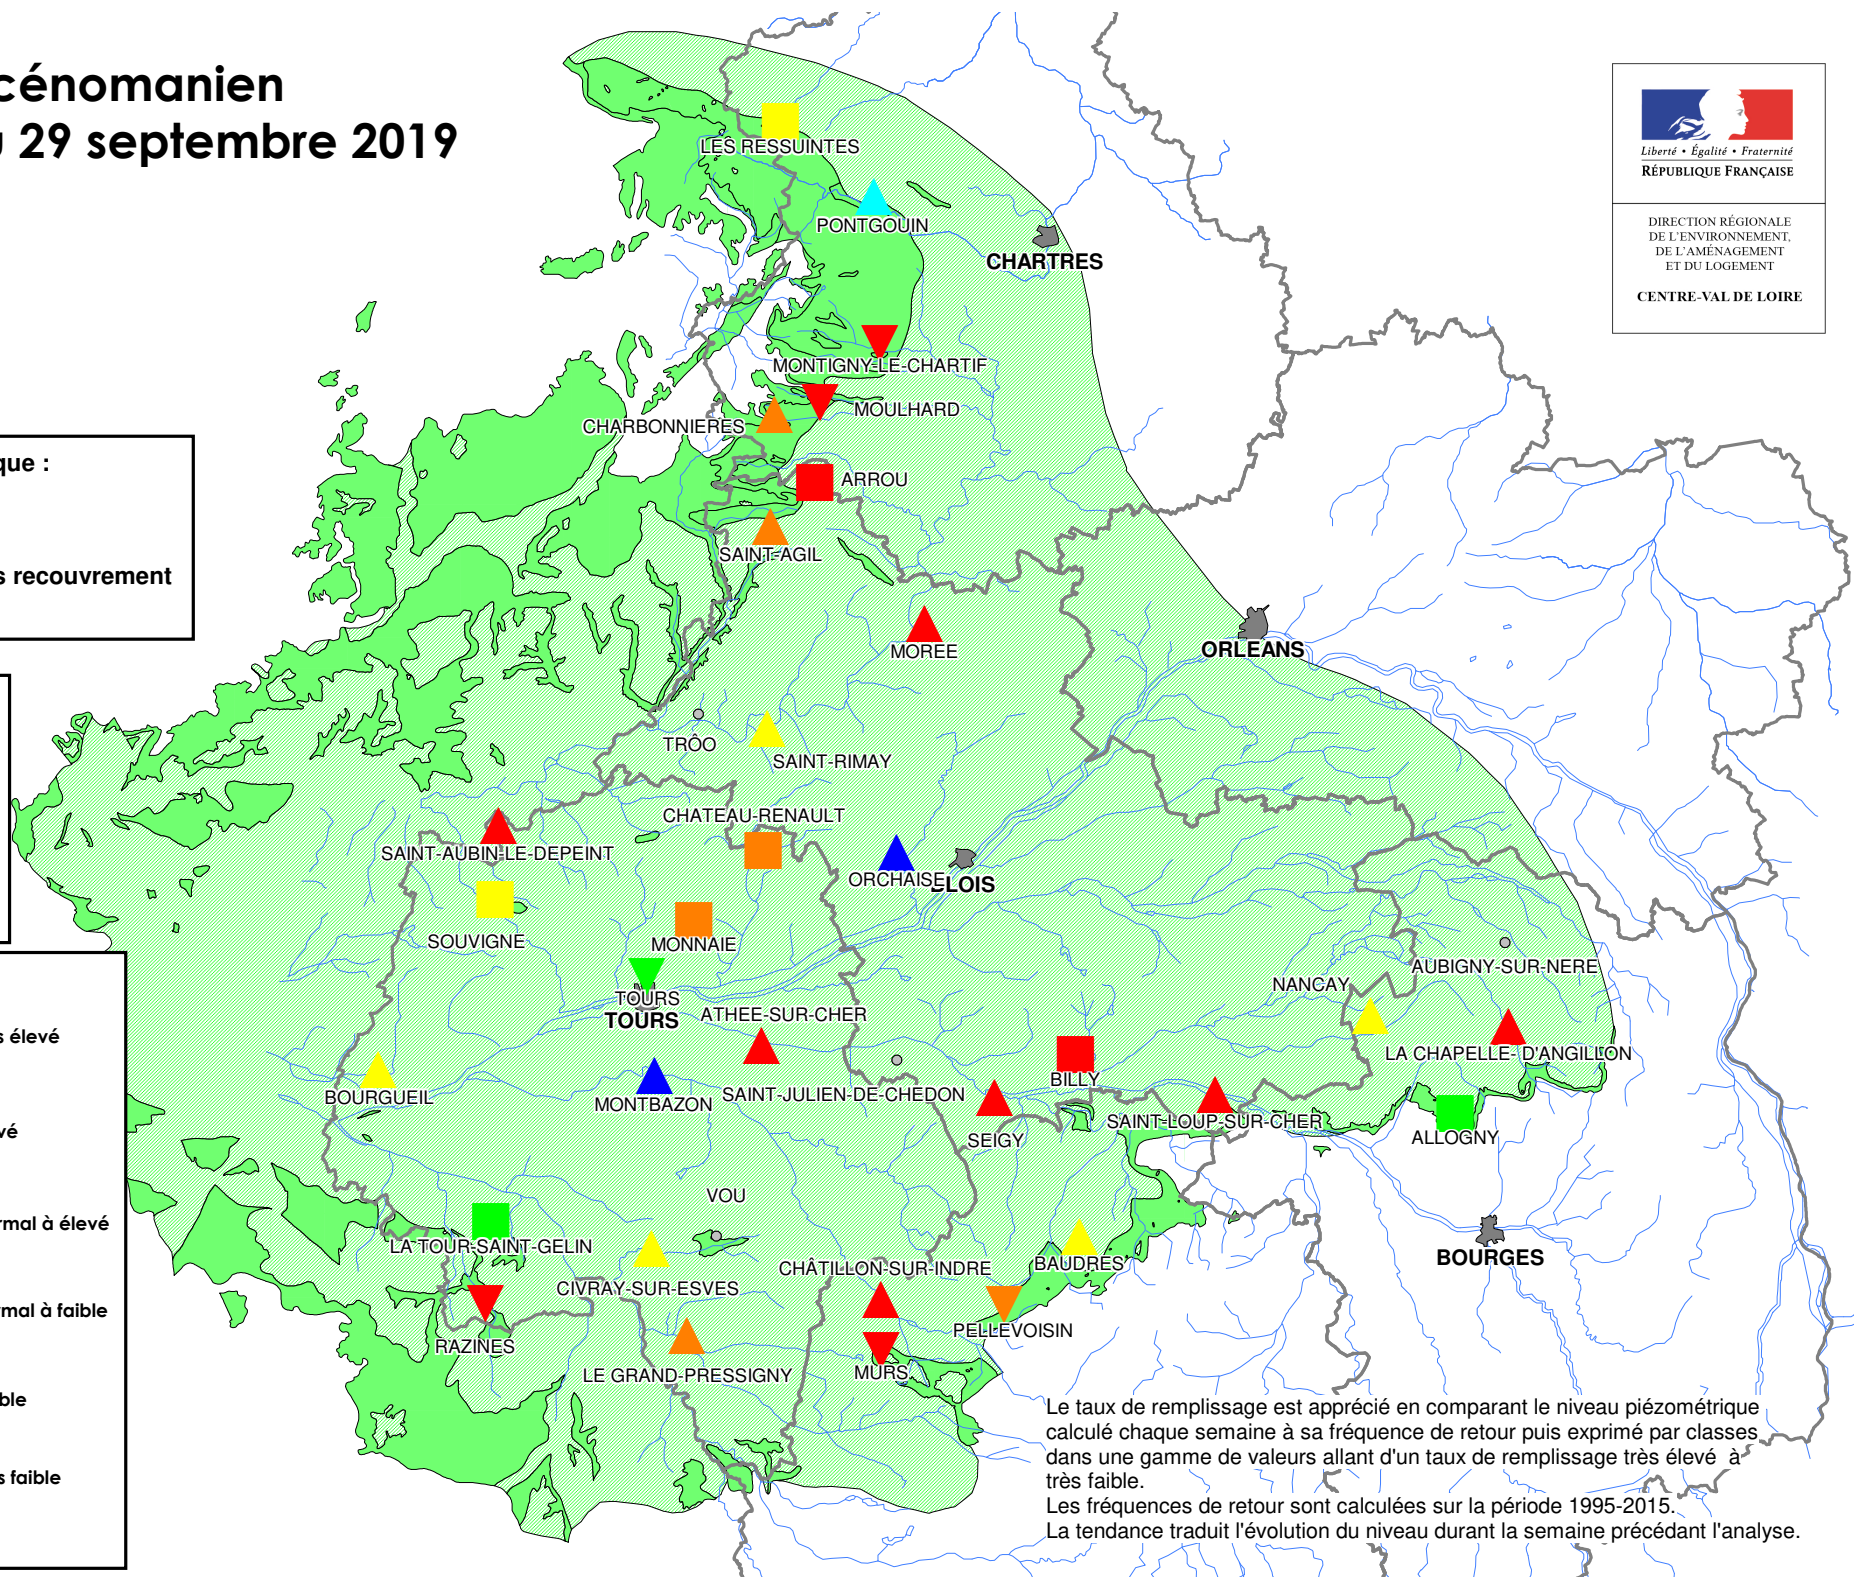 cénomanien
29 septembre 2019
Liberté • Égalité • Fraternité
RÉPUBLIQUE FRANÇAISE
DIRECTION RÉGIONALE
DE L'ENVIRONNEMENT,
DE L'AMÉNAGEMENT
ET DU LOGEMENT
CENTRE-VAL DE LOIRE
LES RESSUINTES
PONTGOUIN
CHARTRES
MONTIGNY-LE-CHARTIF
MOULHARD
CHARBONNIERES
que :
ARROU
SAINT-AGIL
s recouvrement
MOREE
ORLEANS
TRÔO
SAINT-RIMAY
CHATEAU-RENAULT
SAINT-AUBIN-LE-DEPEINT
ORCHAISE
BLOIS
SOUVIGNE
MONNAIE
AUBIGNY-SUR-NERE
NANCAY
TOURS
TOURS
ATHEE-SUR-CHER
s élevé
LA CHAPELLE- D'ANGILLON
BILLY
BOURGUEIL
MONTBAZON
SAINT-JULIEN-DE-CHEDON
SAINT-LOUP-SUR-CHER
vé
SEIGY
ALLOGNY
VOU
rmal à élevé
LA TOUR-SAINT-GELIN
BOURGES
BAUDRES
CHÂTILLON-SUR-INDRE
CIVRAY-SUR-ESVES
rmal à faible
PELLEVOISIN
RAZINES
LE GRAND-PRESSIGNY
MURS
ble
s faible
Le taux de remplissage est apprécié en comparant le niveau piézométrique
calculé chaque semaine à sa fréquence de retour puis exprimé par classes
dans une gamme de valeurs allant d'un taux de remplissage très élevé à
très faible.
Les fréquences de retour sont calculées sur la période 1995-2015.
La tendance traduit l'évolution du niveau durant la semaine précédant l'analyse.